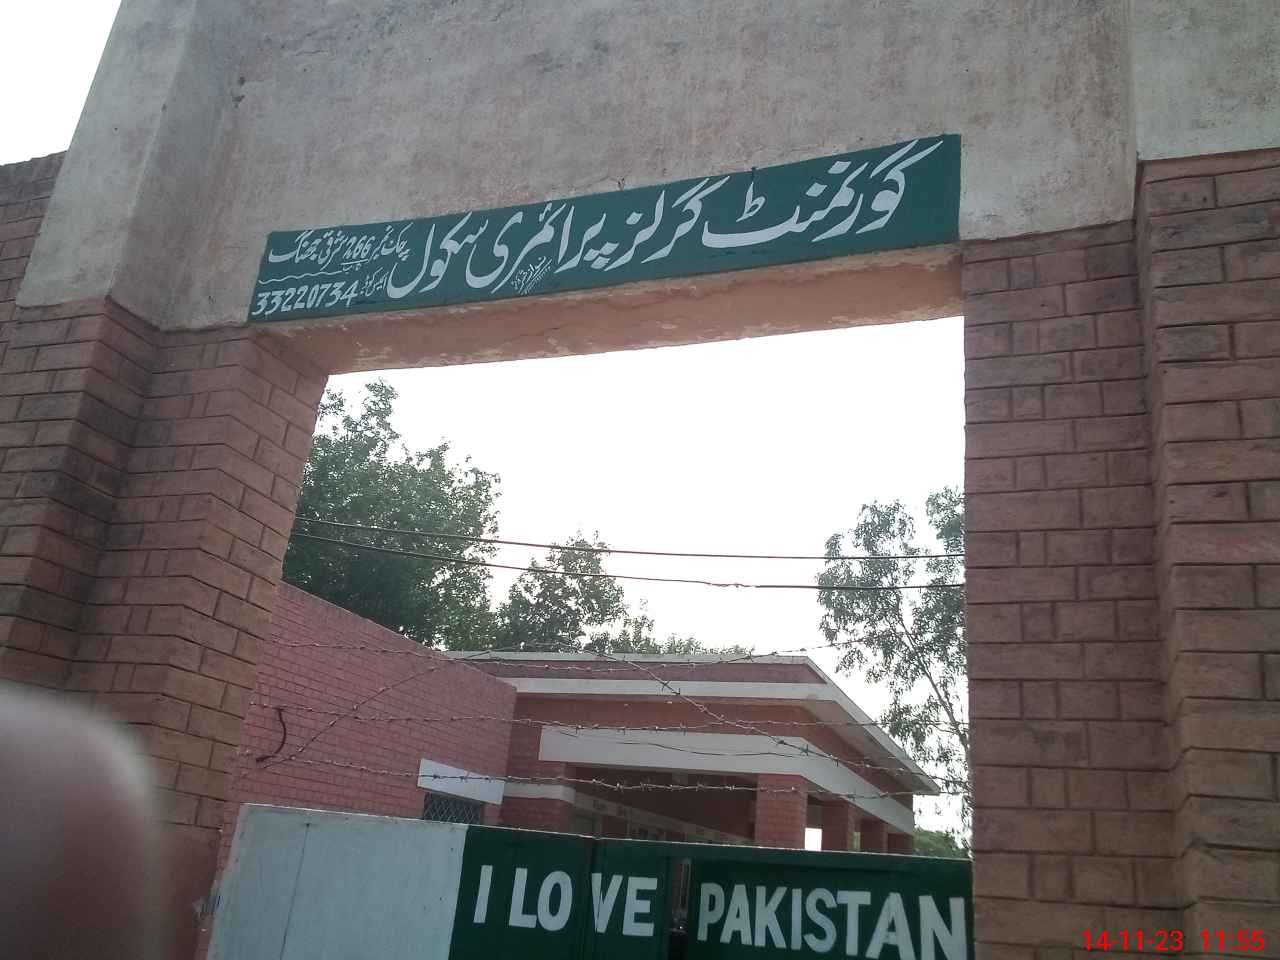 گورنمنٹ گرلز پرائمری سکول
چک نمبر 266 شرقی جھنگ
33220734
I LOVE PAKISTAN
14-11-23 11:55